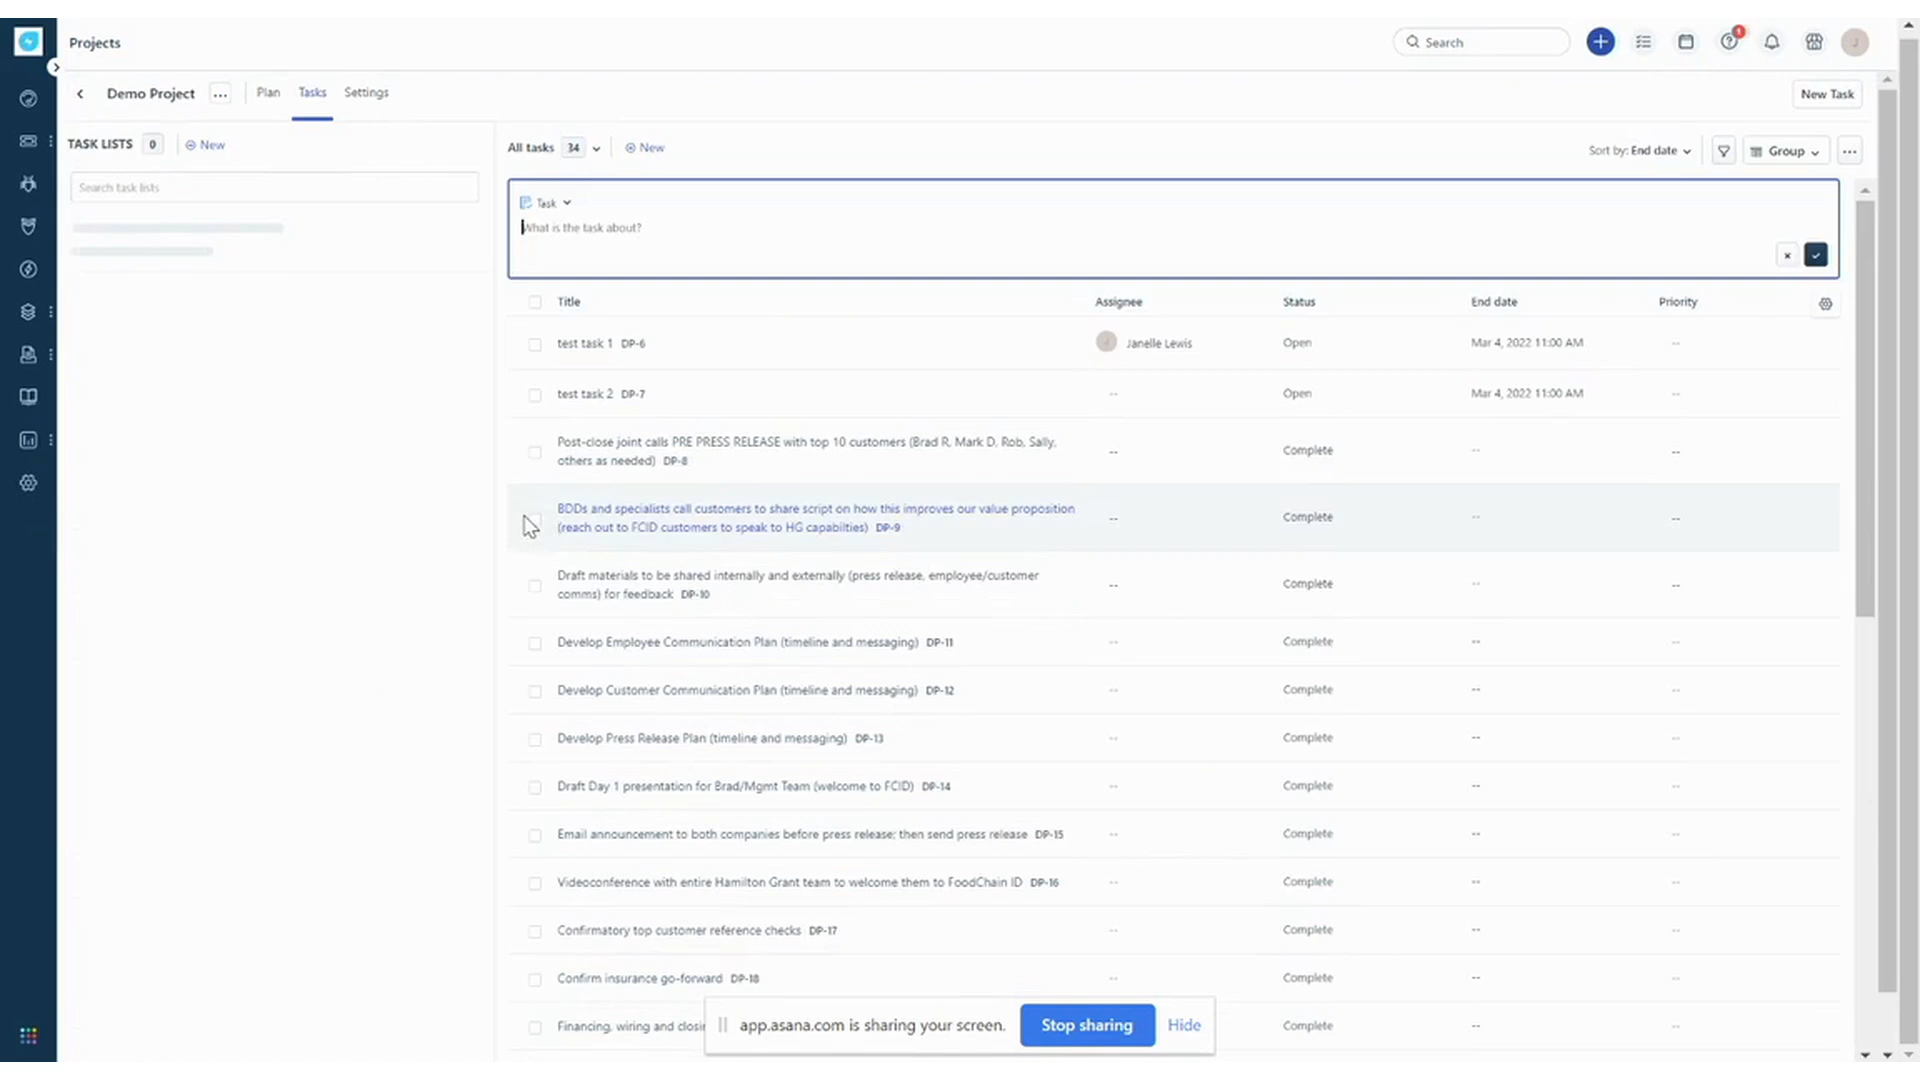 Projects
Search
1
J
Demo Project
...
Plan
Tasks
Settings
New Task
TASK LISTS 0
New
Search task lists
All tasks 34
New
Sort by: End date
Group
...
Task
What is the task about?
Title
Assignee
Status
End date
Priority
test task 1 DP-6
J
Janelle Lewis
Open
Mar 4, 2022 11:00 AM
--
test task 2 DP-7
--
Open
Mar 4, 2022 11:00 AM
--
Post-close joint calls PRE PRESS RELEASE with top 10 customers (Brad R, Mark D, Rob, Sally,
others as needed) DP-8
--
Complete
--
--
BDDs and specialists call customers to share script on how this improves our value proposition
(reach out to FCID customers to speak to HG capabilties) DP-9
--
Complete
--
--
Draft materials to be shared internally and externally (press release, employee/customer
comms) for feedback DP-10
--
Complete
--
--
Develop Employee Communication Plan (timeline and messaging) DP-11
--
Complete
--
--
Develop Customer Communication Plan (timeline and messaging) DP-12
--
Complete
--
--
Develop Press Release Plan (timeline and messaging) DP-13
--
Complete
--
--
Draft Day 1 presentation for Brad/Mgmt Team (welcome to FCID) DP-14
--
Complete
--
--
Email announcement to both companies before press release; then send press release DP-15
--
Complete
--
--
Videoconference with entire Hamilton Grant team to welcome them to FoodChain ID DP-16
--
Complete
--
--
Confirmatory top customer reference checks DP-17
--
Complete
--
--
Confirm insurance go-forward DP-18
--
Complete
--
--
Financing, wiring and closi
Complete
--
--
app.asana.com is sharing your screen.
Stop sharing
Hide